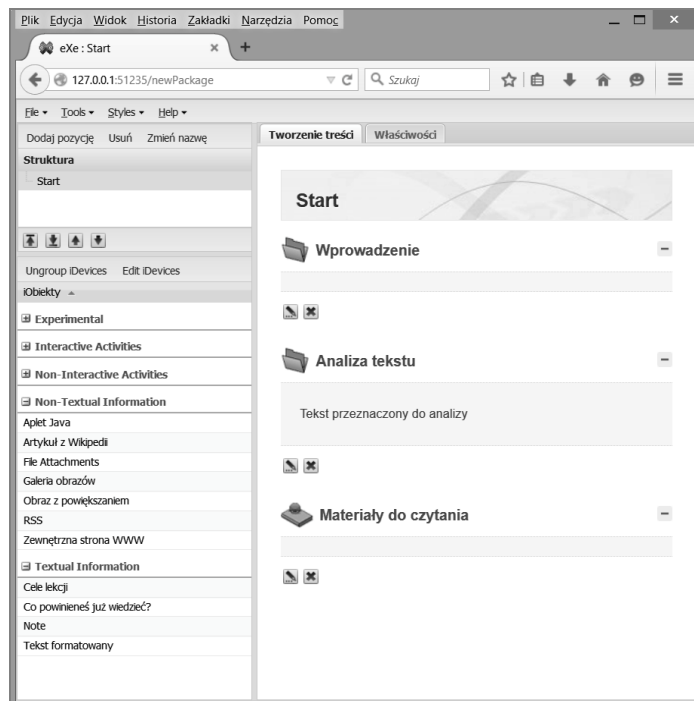 Plik Edycja Widok Historia Zakładki Narzędzia Pomoc
eXe : Start
127.0.0.1:51235/newPackage
Szukaj
File Tools Styles Help
Dodaj pozycję Usuń Zmień nazwę
Struktura
Start
Ungroup iDevices Edit iDevices
iObiekty
Experimental
Interactive Activities
Non-Interactive Activities
Non-Textual Information
Aplet Java
Artykuł z Wikipedii
File Attachments
Galeria obrazów
Obraz z powiększaniem
RSS
Zewnętrzna strona WWW
Textual Information
Cele lekcji
Co powinieneś już wiedzieć?
Note
Tekst formatowany
Tworzenie treści Właściwości
Start
Wprowadzenie
Analiza tekstu
Tekst przeznaczony do analizy
Materiały do czytania